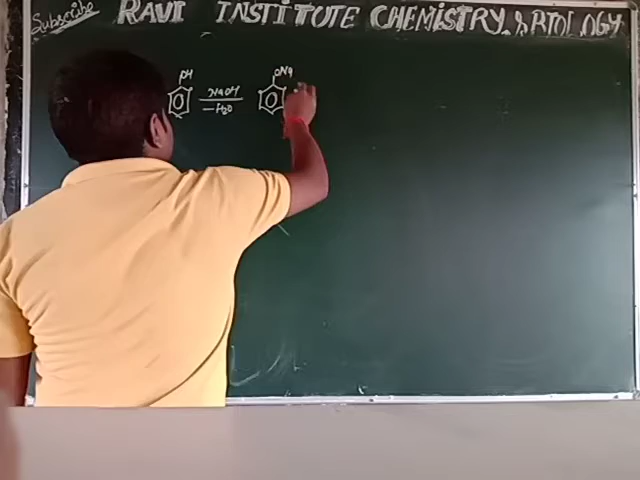 Subscribe
RAVI INSTITUTE CHEMISTRY & BIOLOGY
OH
ONa
NaOH
- H2O